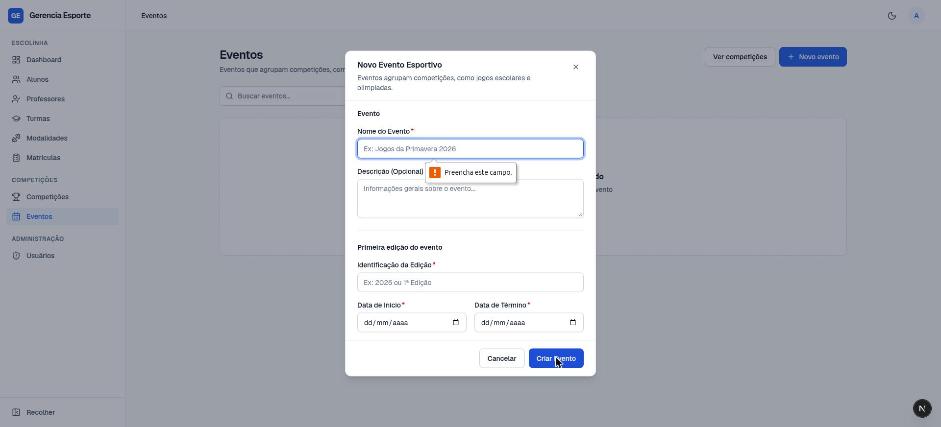 GE Gerencia Esporte
Eventos
A
ESCOLINHA
Dashboard
Alunos
Professores
Turmas
Modalidades
Matrículas
COMPETIÇÕES
Competições
Eventos
ADMINISTRAÇÃO
Usuários
Recolher
Eventos
Eventos que agrupam competições, com
Ver competições
Novo evento
Buscar eventos...
Novo Evento Esportivo
Eventos agrupam competições, como jogos escolares e
olimpíadas.
Evento
Nome do Evento*
Ex: Jogos da Primavera 2026
! Preencha este campo.
Descrição (Opcional)
Informações gerais sobre o evento...
Primeira edição do evento
Identificação da Edição*
Ex: 2026 ou 1ª Edição
Data de Início*
Data de Término*
dd/mm/aaaa
dd/mm/aaaa
Cancelar
Criar Evento
do
vento
N